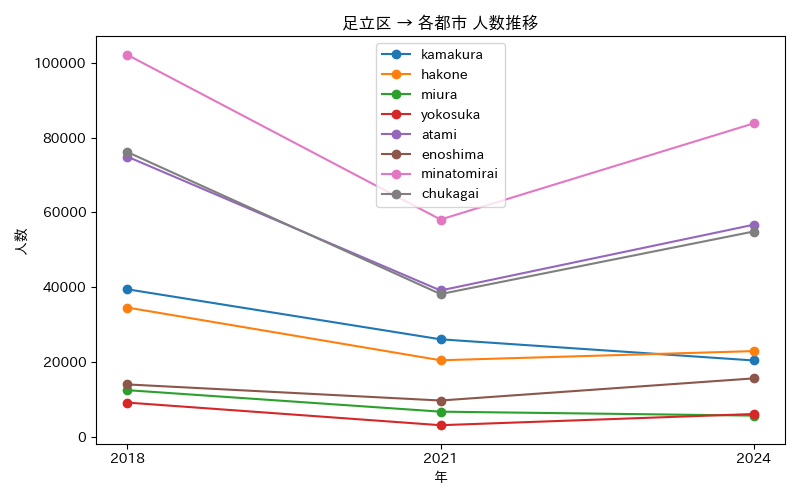 足立区 → 各都市 人数推移
kamakura
hakone
miura
yokosuka
atami
enoshima
minatomirai
chukagai
100000
80000
60000
40000
20000
0
人数
2018
2021
2024
年